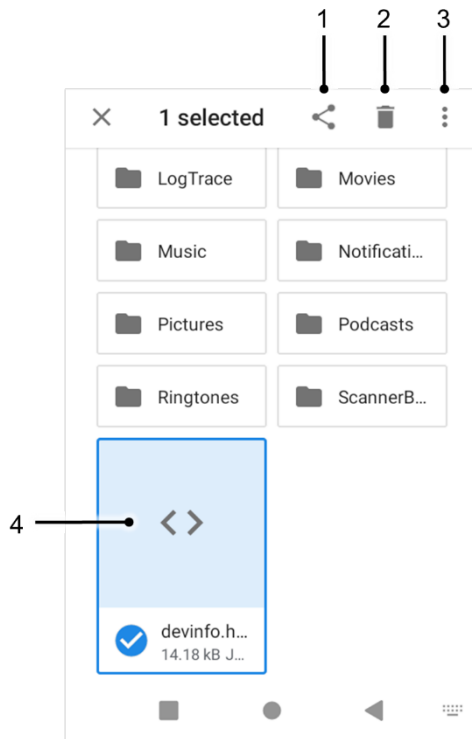 1 2 3
1 selected
LogTrace Movies
Music Notificati...
Pictures Podcasts
Ringtones ScannerB...
4
devinfo.h...
14.18 kB J...